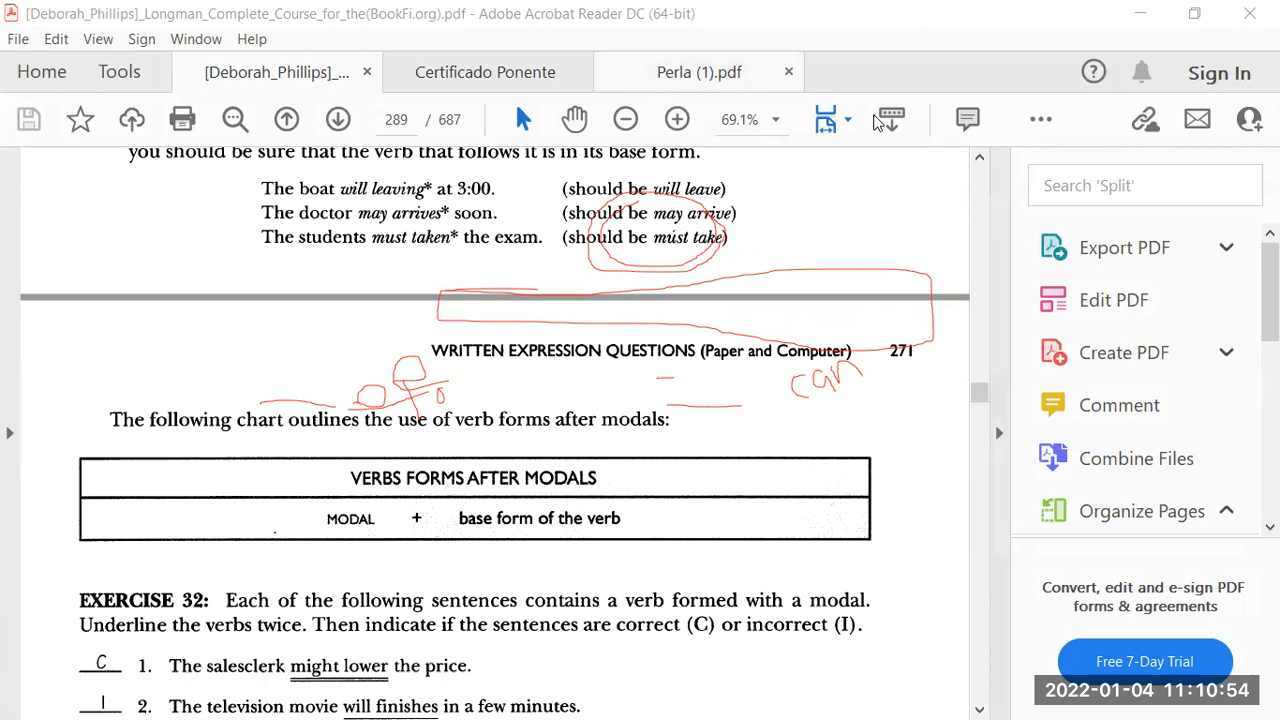 [Deborah_Phillips]_Longman_Complete_Course_for_the(BookFi.org).pdf - Adobe Acrobat Reader DC (64-bit)
File Edit View Sign Window Help
Home Tools [Deborah_Phillips]_... × Certificado Ponente Perla (1).pdf × Sign In
289 / 687 69.1%
you should be sure that the verb that follows it is in its base form.
The boat will leaving* at 3:00. (should be will leave)
The doctor may arrives* soon. (should be may arrive)
The students must taken* the exam. (should be must take)
WRITTEN EXPRESSION QUESTIONS (Paper and Computer) 271
can
The following chart outlines the use of verb forms after modals:
VERBS FORMS AFTER MODALS
MODAL + base form of the verb
EXERCISE 32: Each of the following sentences contains a verb formed with a modal.
Underline the verbs twice. Then indicate if the sentences are correct (C) or incorrect (I).
C 1. The salesclerk might lower the price.
I 2. The television movie will finishes in a few minutes.
Search 'Split'
Export PDF
Edit PDF
Create PDF
Comment
Combine Files
Organize Pages
Convert, edit and e-sign PDF
forms & agreements
Free 7-Day Trial
2022-01-04 11:10:54